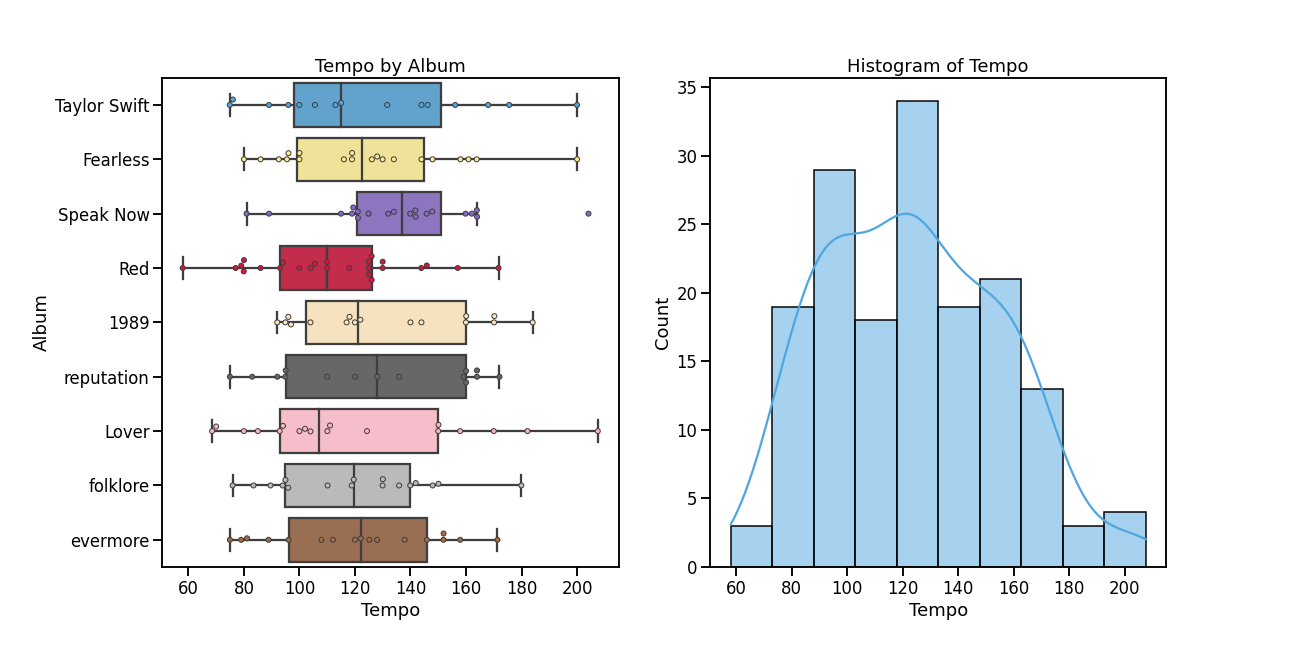 Tempo by Album
Taylor Swift
Fearless
Speak Now
Red
1989
reputation
Lover
folklore
evermore
Album
60 80 100 120 140 160 180 200
Tempo
Histogram of Tempo
35
30
25
20
15
10
5
0
Count
60 80 100 120 140 160 180 200
Tempo